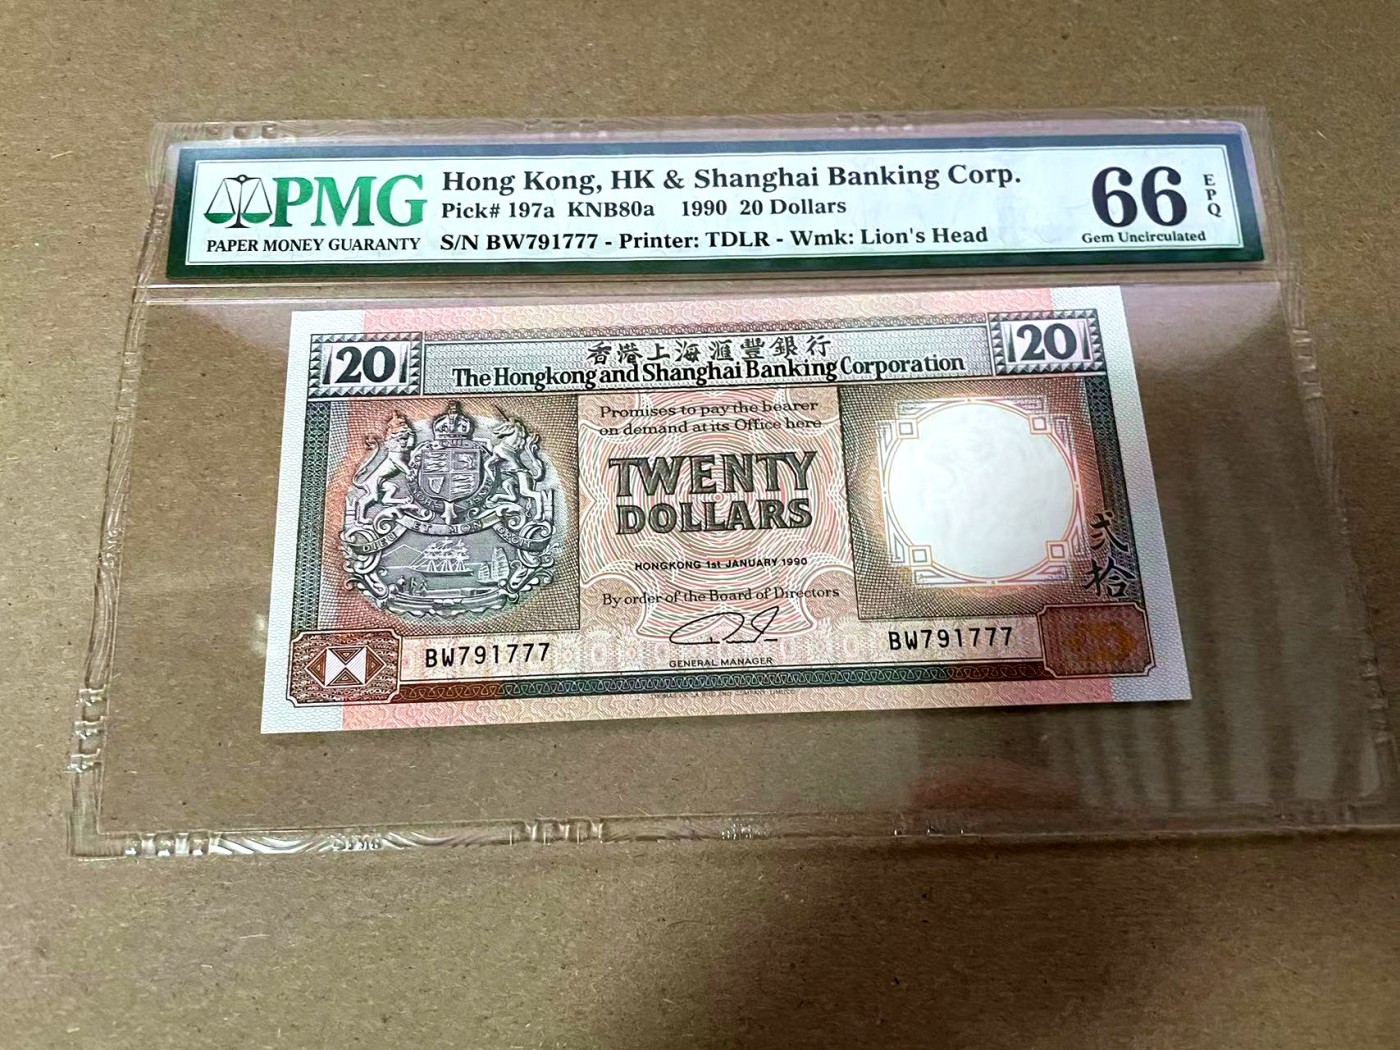 PMG
PAPER MONEY GUARANTY
Hong Kong, HK & Shanghai Banking Corp.
Pick# 197a KNB80a 1990 20 Dollars
S/N BW791777 - Printer: TDLR - Wmk: Lion's Head
66
EPQ
Gem Uncirculated
20
香港上海滙豐銀行
20
The Hongkong and Shanghai Banking Corporation
Promises to pay the bearer
on demand at its Office here
TWENTY
DOLLARS
HONGKONG 1st JANUARY 1990
By order of the Board of Directors
GENERAL MANAGER
弍拾
BW791777
BW791777